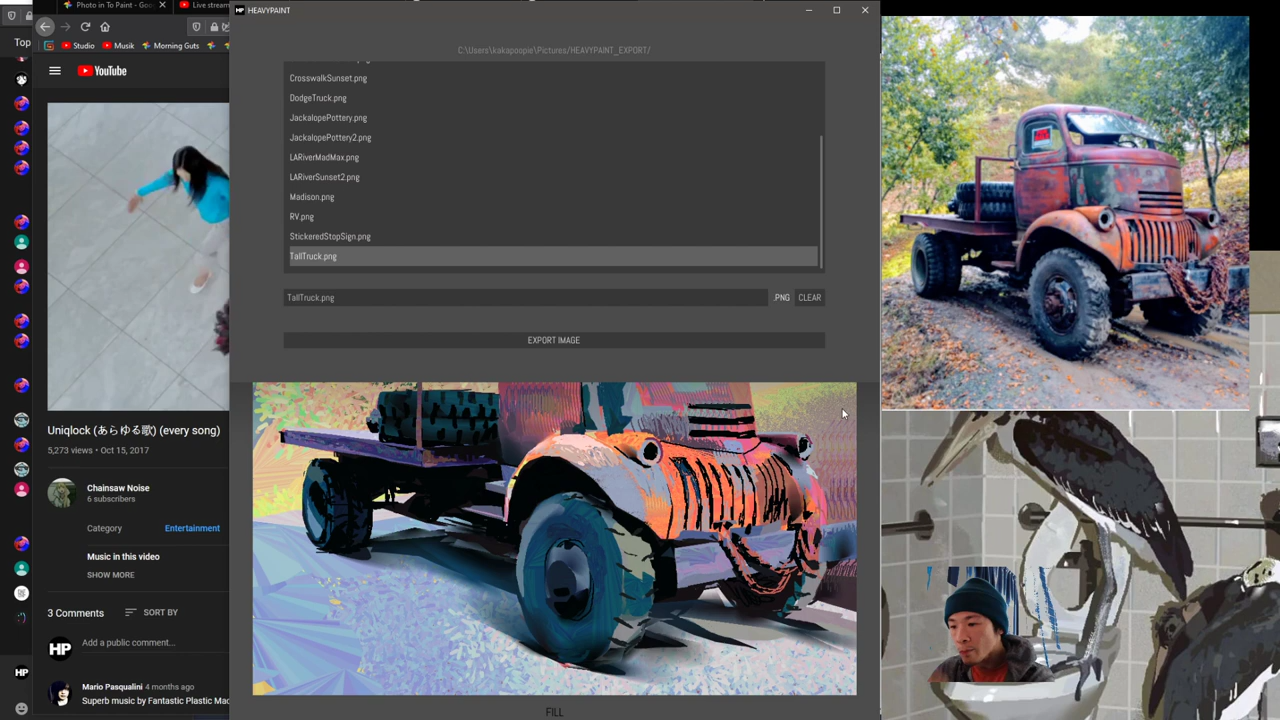 Photo in To Paint - Goo
Live stream
HEAVYPAINT
Top
Studio
Musik
Morning Guts
YouTube
C:\Users\kakapoopie\Pictures/HEAVYPAINT_EXPORT/
CrosswalkSunset.png
DodgeTruck.png
JackalopePottery.png
JackalopePottery2.png
LARiverMadMax.png
LARiverSunset2.png
Madison.png
RV.png
StickeredStopSign.png
TallTruck.png
TallTruck.png
.PNG
CLEAR
EXPORT IMAGE
FILL
Uniqlock (あらゆる歌) (every song)
5,273 views • Oct 15, 2017
Chainsaw Noise
6 subscribers
Category
Entertainment
Music in this video
SHOW MORE
3 Comments
SORT BY
HP
Add a public comment...
HP
Mario Pasqualini 4 months ago
Superb music by Fantastic Plastic Mac